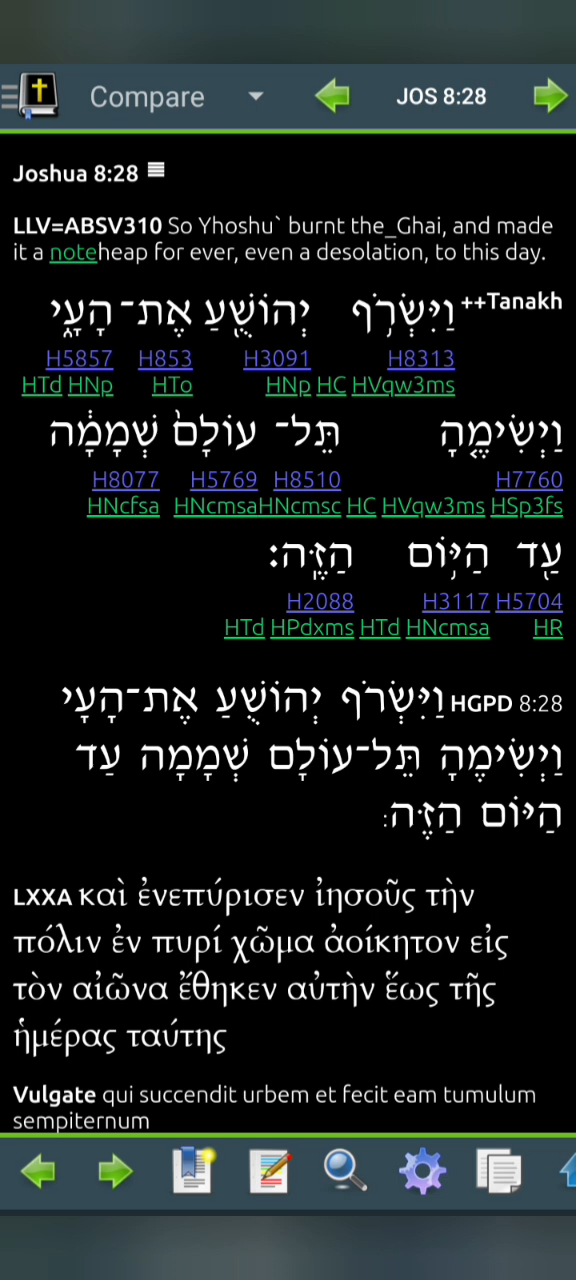 Compare
JOS 8:28
Joshua 8:28
LLV=ABSV310 So Yhoshu` burnt the_Ghai, and made
it a noteheap for ever, even a desolation, to this day.
++Tanakh וַיִּשְׂרֹ֥ף יְהוֹשֻׁ֖עַ אֶת־ הָעָ֑י
H5857 H853 H3091 H8313
HTd HNp HTo HNp HC HVqw3ms
וַיְשִׂימֶ֤הָ תֵּל־ עוֹלָם֙ שְׁמָמָ֔ה
H8077 H5769 H8510 H7760
HNcfsa HNcmsaHNcmsc HC HVqw3ms HSp3fs
עַ֖ד הַיּ֥וֹם הַזֶּֽה׃
H2088 H3117 H5704
HTd HPdxms HTd HNcmsa HR
HGPD 8:28 וַיִּשְׂרֹף יְהוֹשֻׁעַ אֶת־הָעָי
וַיְשִׂימֶהָ תֵּל־עוֹלָם שְׁמָמָה עַד
הַיּוֹם הַזֶּה׃
LXXA καὶ ἐνεπύρισεν ἰησοῦς τὴν
πόλιν ἐν πυρί χῶμα ἀοίκητον εἰς
τὸν αἰῶνα ἔθηκεν αὐτὴν ἕως τῆς
ἡμέρας ταύτης
Vulgate qui succendit urbem et fecit eam tumulum
sempiternum